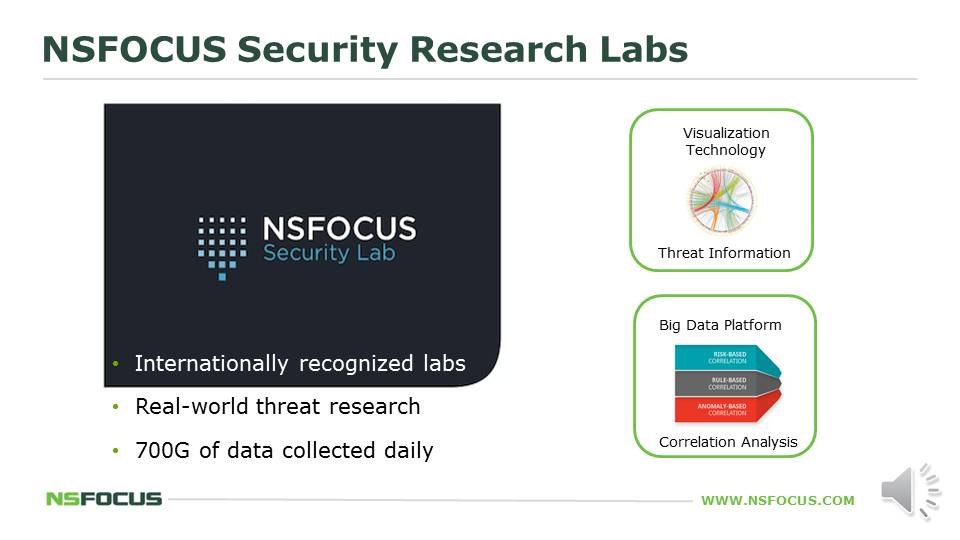 NSFOCUS Security Research Labs
NSFOCUS
Security Lab
• Internationally recognized labs
• Real-world threat research
• 700G of data collected daily
Visualization
Technology
Threat Information
Big Data Platform
RISK-BASED
CORRELATION
RULE-BASED
CORRELATION
ANOMALY-BASED
CORRELATION
Correlation Analysis
NSFOCUS
WWW.NSFOCUS.COM